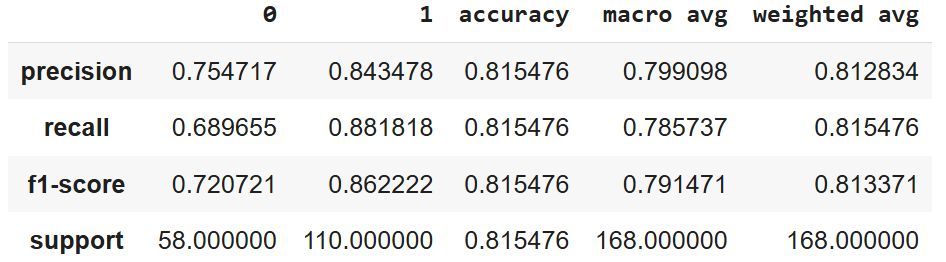 0 1 accuracy macro avg weighted avg
precision 0.754717 0.843478 0.815476 0.799098 0.812834
recall 0.689655 0.881818 0.815476 0.785737 0.815476
f1-score 0.720721 0.862222 0.815476 0.791471 0.813371
support 58.000000 110.000000 0.815476 168.000000 168.000000